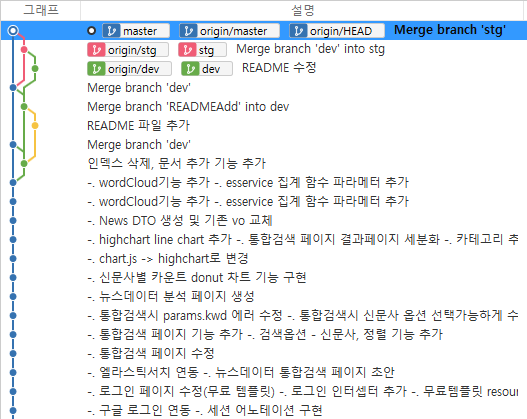 그래프 설명
master origin/master origin/HEAD Merge branch 'stg'
origin/stg stg Merge branch 'dev' into stg
origin/dev dev README 수정
Merge branch 'dev'
Merge branch 'READMEAdd' into dev
README 파일 추가
Merge branch 'dev'
인덱스 삭제, 문서 추가 기능 추가
-. wordCloud기능 추가 -. esservice 집계 함수 파라메터 추가
-. wordCloud기능 추가 -. esservice 집계 함수 파라메터 추가
-. News DTO 생성 및 기존 vo 교체
-. highchart line chart 추가 -. 통합검색 페이지 결과페이지 세분화 -. 카테고리 추
-. chart.js -> highchart로 변경
-. 신문사별 카운트 donut 차트 기능 구현
-. 뉴스데이터 분석 페이지 생성
-. 통합검색시 params.kwd 에러 수정 -. 통합검색시 신문사 옵션 선택가능하게 수
-. 통합검색 페이지 기능 추가 -. 검색옵션 - 신문사, 정렬 기능 추가
-. 통합검색 페이지 수정
-. 엘라스틱서치 연동 -. 뉴스데이터 통합검색 페이지 초안
-. 로그인 페이지 수정(무료 템플릿) -. 로그인 인터셉터 추가 -. 무료템플릿 resour
-. 구글 로그인 연동 -. 세션 어노테이션 구현